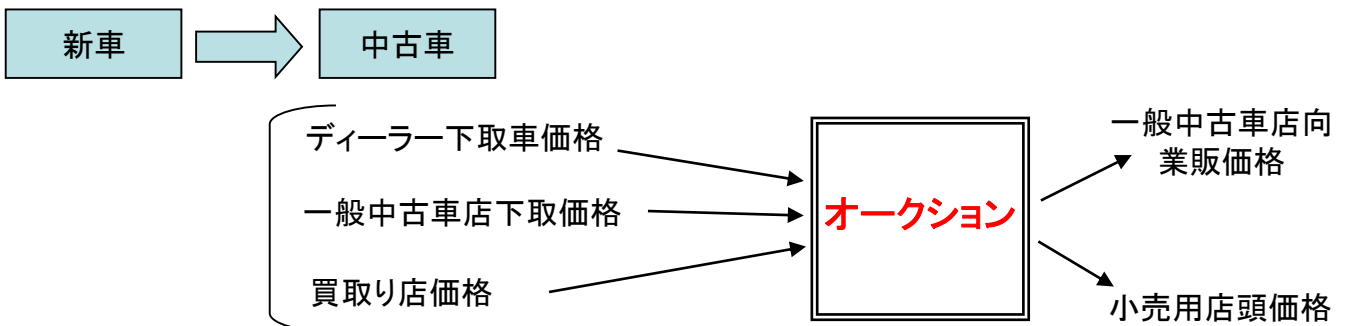 新車
中古車
ディーラー下取車価格
一般中古車店下取価格
買取り店価格
オークション
一般中古車店向
業販価格
小売用店頭価格